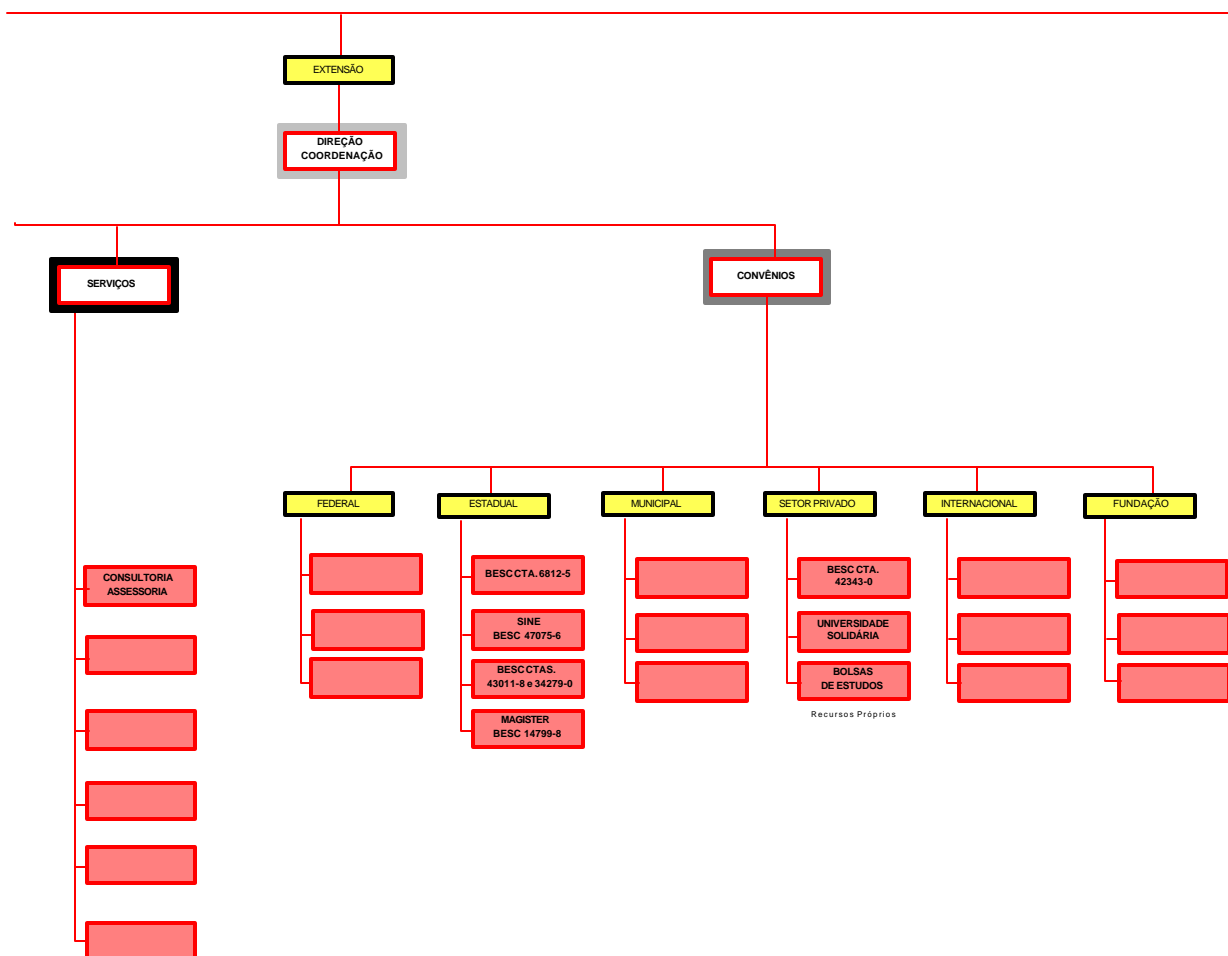 EXTENSÃO
DIREÇÃO
COORDENAÇÃO
SERVIÇOS
CONVÊNIOS
FEDERAL
ESTADUAL
MUNICIPAL
SETOR PRIVADO
INTERNACIONAL
FUNDAÇÃO
CONSULTORIA
ASSESSORIA
BESC CTA. 6812-5
SINE
BESC 47075-6
BESC CTAS.
43011-8 e 34279-0
MAGISTER
BESC 14799-8
BESC CTA.
42343-0
UNIVERSIDADE
SOLIDÁRIA
BOLSAS
DE ESTUDOS
Recursos Próprios